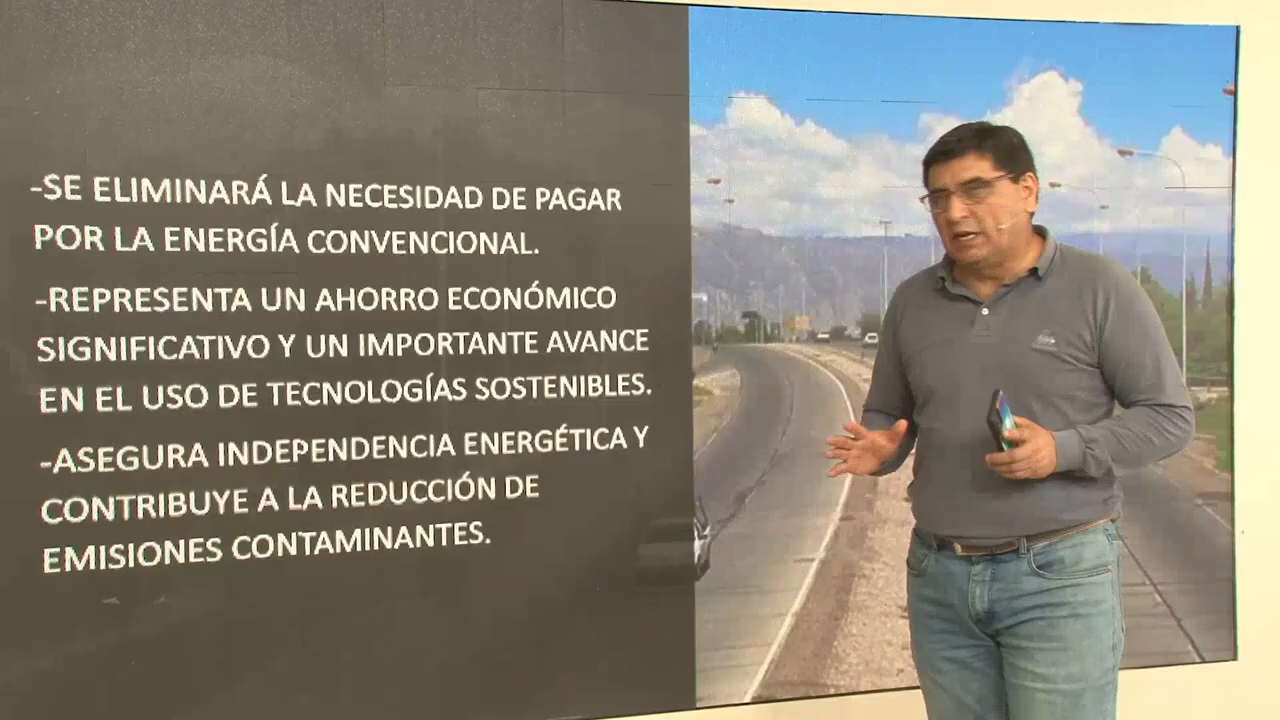 -SE ELIMINARÁ LA NECESIDAD DE PAGAR
POR LA ENERGÍA CONVENCIONAL.
-REPRESENTA UN AHORRO ECONÓMICO
SIGNIFICATIVO Y UN IMPORTANTE AVANCE
EN EL USO DE TECNOLOGÍAS SOSTENIBLES.
-ASEGURA INDEPENDENCIA ENERGÉTICA Y
CONTRIBUYE A LA REDUCCIÓN DE
EMISIONES CONTAMINANTES.